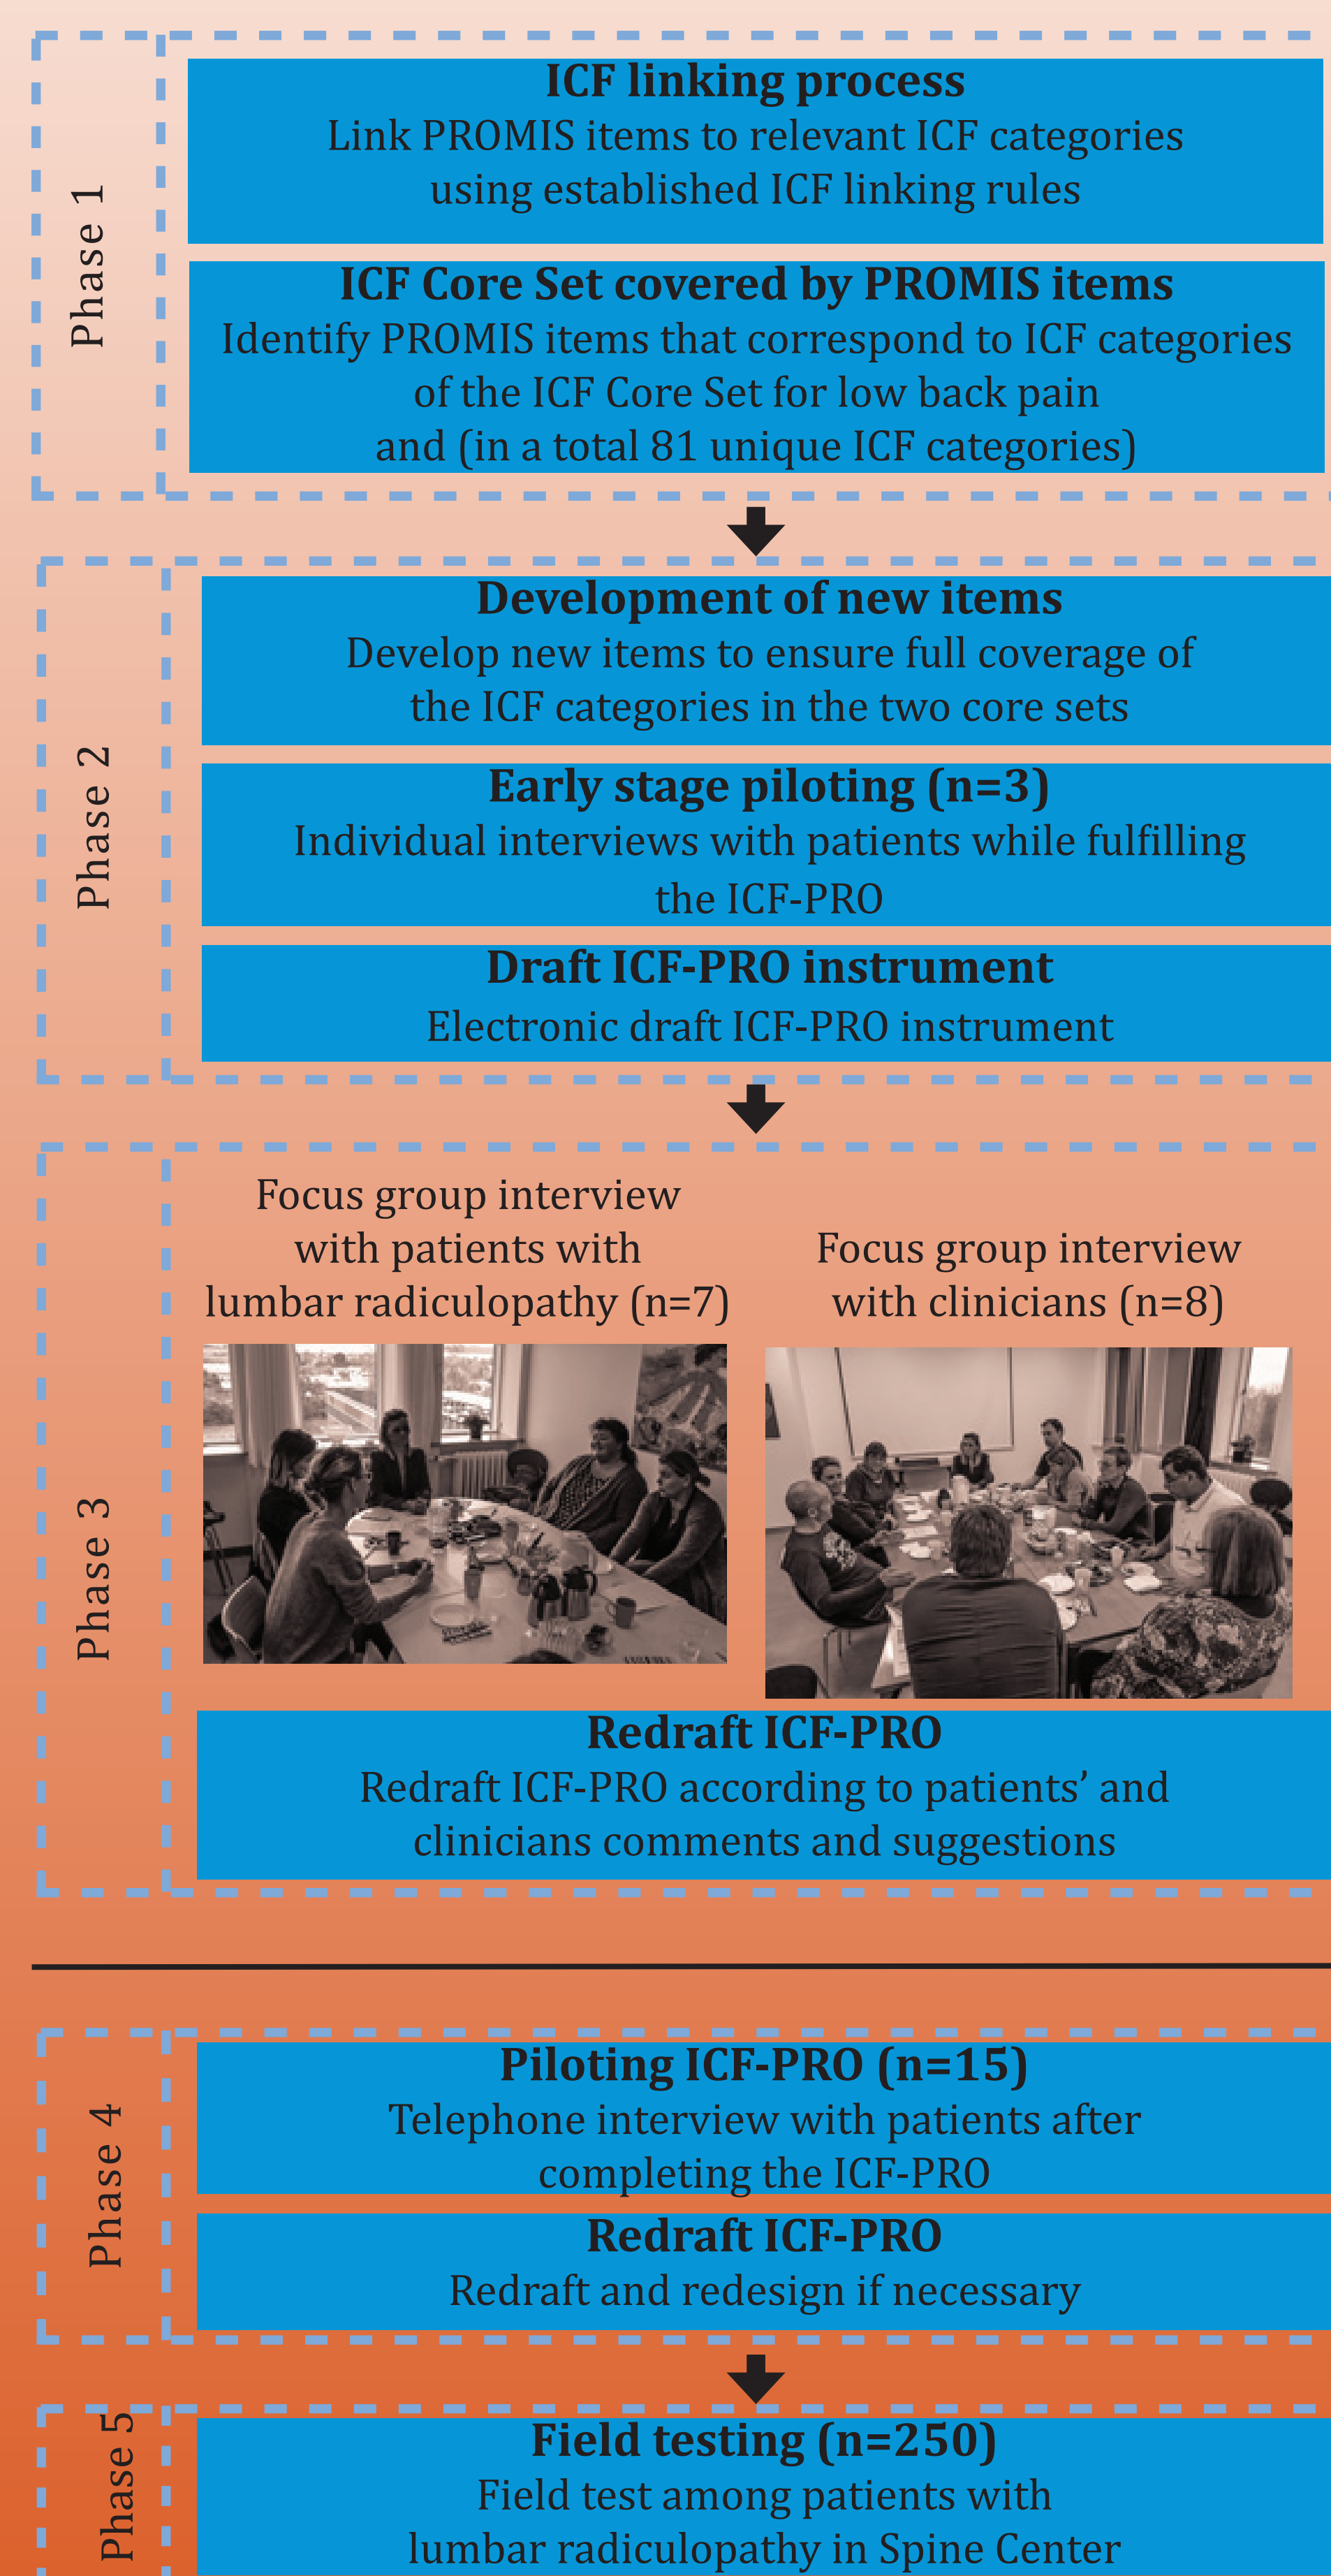 Phase 1
ICF linking process
Link PROMIS items to relevant ICF categories
using established ICF linking rules
ICF Core Set covered by PROMIS items
Identify PROMIS items that correspond to ICF categories
of the ICF Core Set for low back pain
and (in a total 81 unique ICF categories)
Phase 2
Development of new items
Develop new items to ensure full coverage of
the ICF categories in the two core sets
Early stage piloting (n=3)
Individual interviews with patients while fulfilling
the ICF-PRO
Draft ICF-PRO instrument
Electronic draft ICF-PRO instrument
Phase 3
Focus group interview
with patients with
lumbar radiculopathy (n=7)
Focus group interview
with clinicians (n=8)
Redraft ICF-PRO
Redraft ICF-PRO according to patients’ and
clinicians comments and suggestions
Phase 4
Piloting ICF-PRO (n=15)
Telephone interview with patients after
completing the ICF-PRO
Redraft ICF-PRO
Redraft and redesign if necessary
Phase 5
Field testing (n=250)
Field test among patients with
lumbar radiculopathy in Spine Center